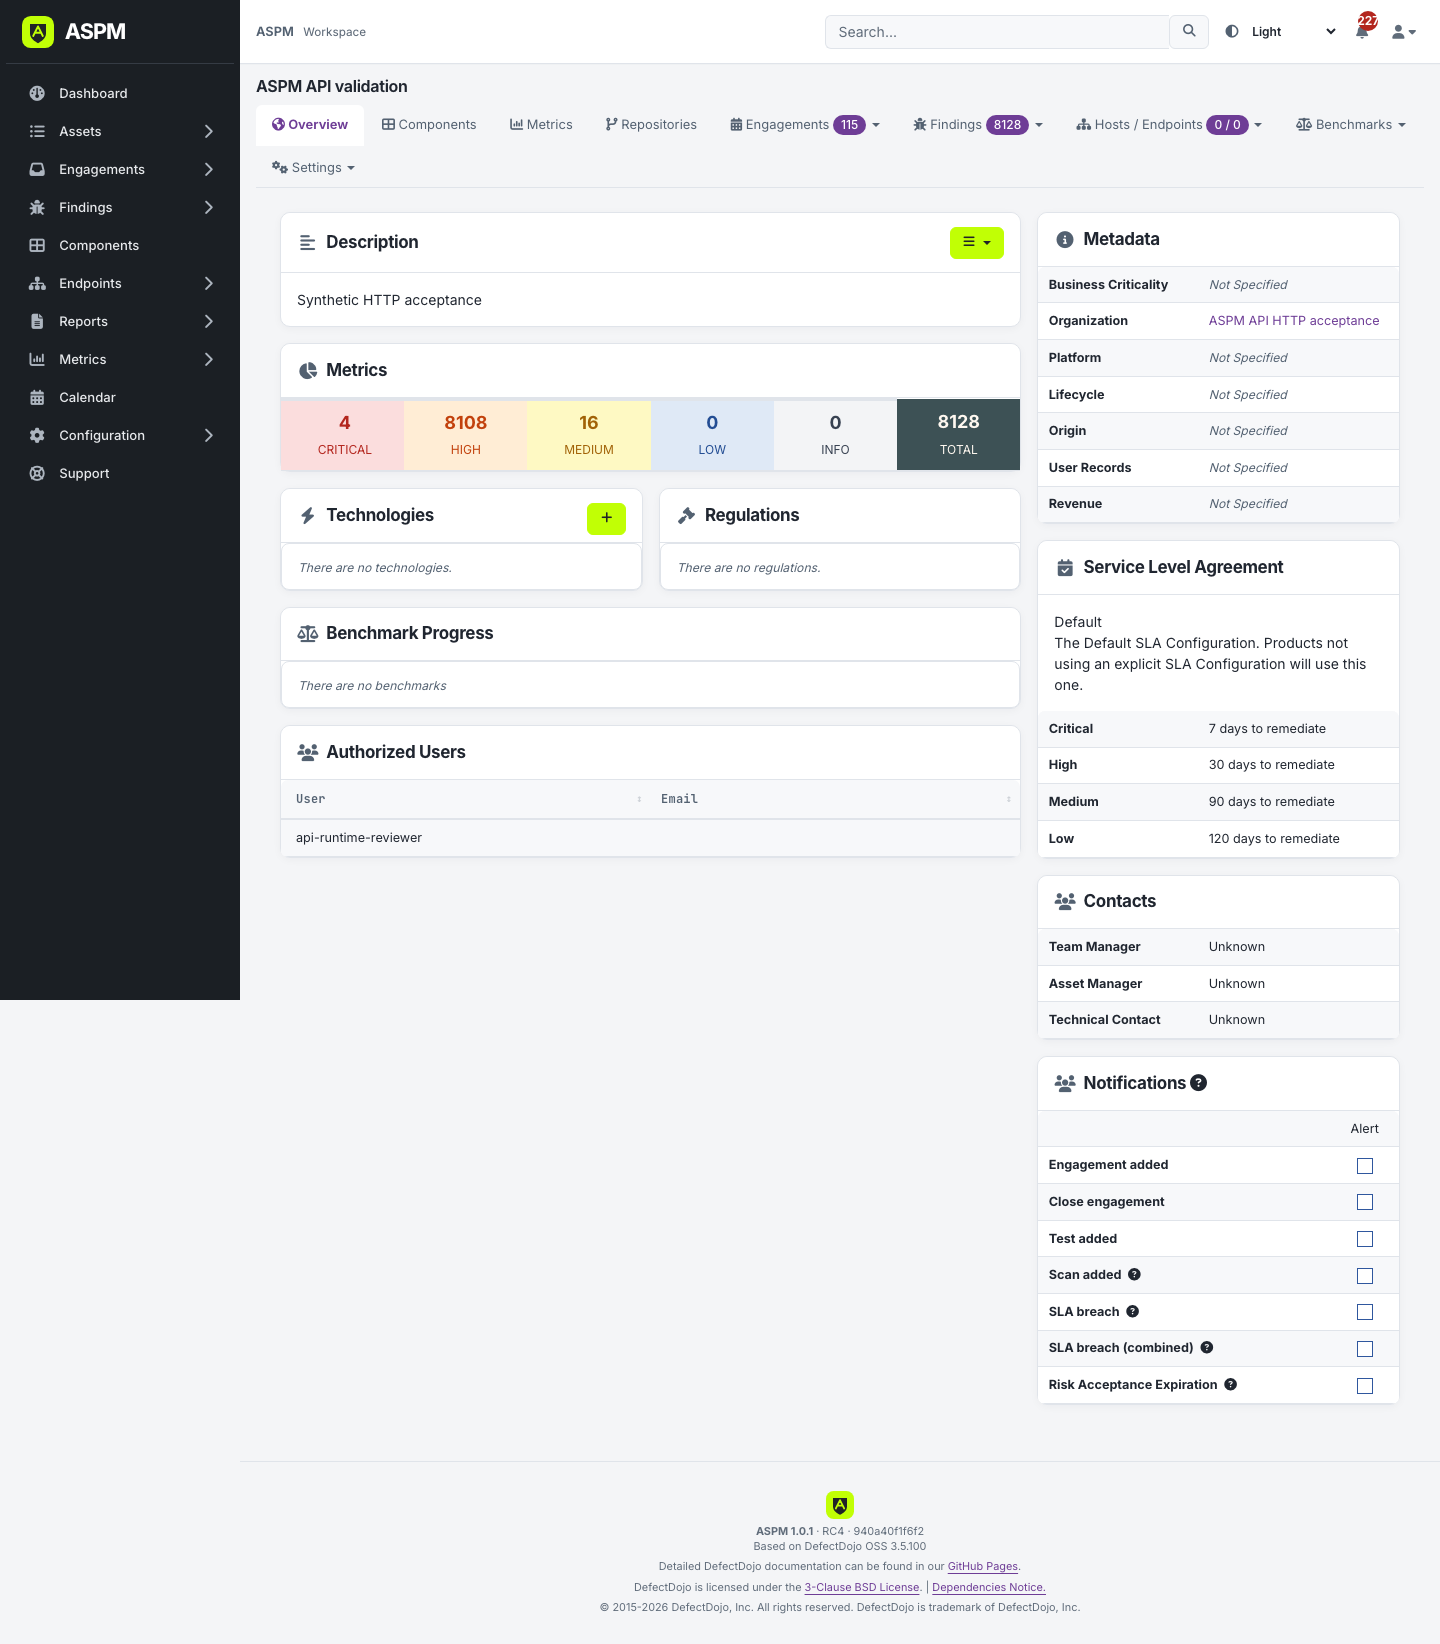 ASPM
Dashboard
Assets
Engagements
Findings
Components
Endpoints
Reports
Metrics
Calendar
Configuration
Support
ASPM Workspace
Search...
Light
227
ASPM API validation
Overview
Components
Metrics
Repositories
Engagements 115
Findings 8128
Hosts / Endpoints 0 / 0
Benchmarks
Settings
Description
Synthetic HTTP acceptance
Metrics
4 8108 16 0 0 8128
CRITICAL HIGH MEDIUM LOW INFO TOTAL
Technologies
There are no technologies.
Regulations
There are no regulations.
Benchmark Progress
There are no benchmarks
Authorized Users
User Email
api-runtime-reviewer
Metadata
Business Criticality Not Specified
Organization ASPM API HTTP acceptance
Platform Not Specified
Lifecycle Not Specified
Origin Not Specified
User Records Not Specified
Revenue Not Specified
Service Level Agreement
Default
The Default SLA Configuration. Products not
using an explicit SLA Configuration will use this
one.
Critical 7 days to remediate
High 30 days to remediate
Medium 90 days to remediate
Low 120 days to remediate
Contacts
Team Manager Unknown
Asset Manager Unknown
Technical Contact Unknown
Notifications
Alert
Engagement added
Close engagement
Test added
Scan added
SLA breach
SLA breach (combined)
Risk Acceptance Expiration
ASPM 1.0.1 · RC4 · 940a40f1f6f2
Based on DefectDojo OSS 3.5.100
Detailed DefectDojo documentation can be found in our GitHub Pages.
DefectDojo is licensed under the 3-Clause BSD License. | Dependencies Notice.
© 2015-2026 DefectDojo, Inc. All rights reserved. DefectDojo is trademark of DefectDojo, Inc.